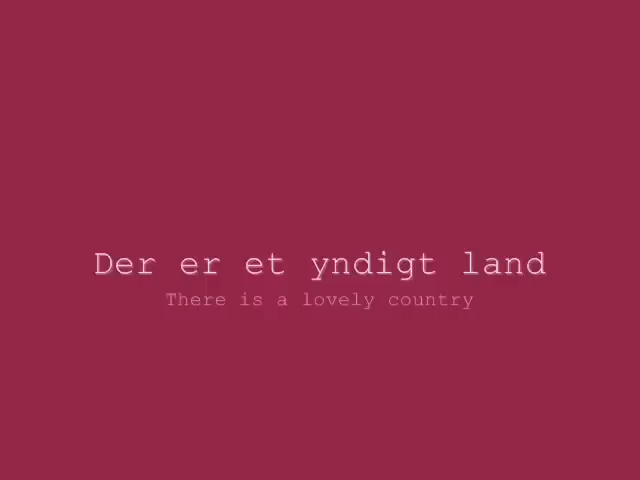 Der er et yndigt land
There is a lovely country